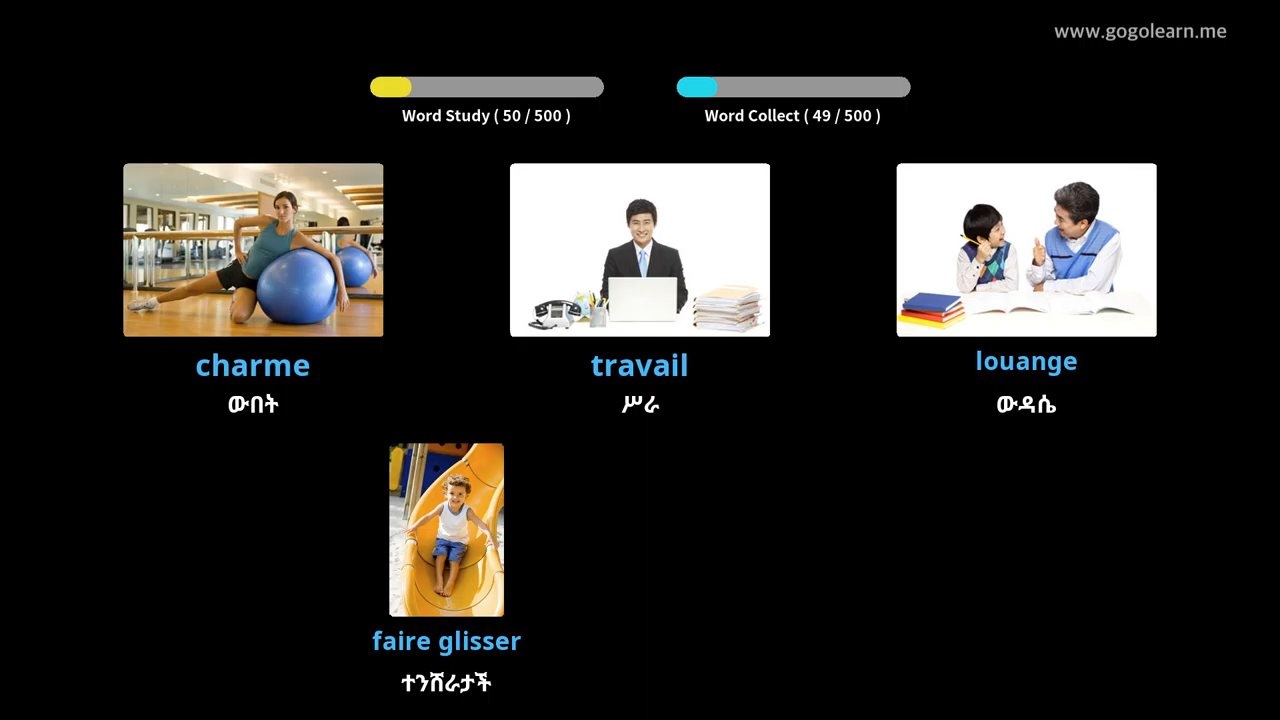 www.gogolearn.me
Word Study ( 50 / 500 )
Word Collect ( 49 / 500 )
charme
ውበት
travail
ሥራ
louange
ውዳሴ
faire glisser
ተንሸራታች